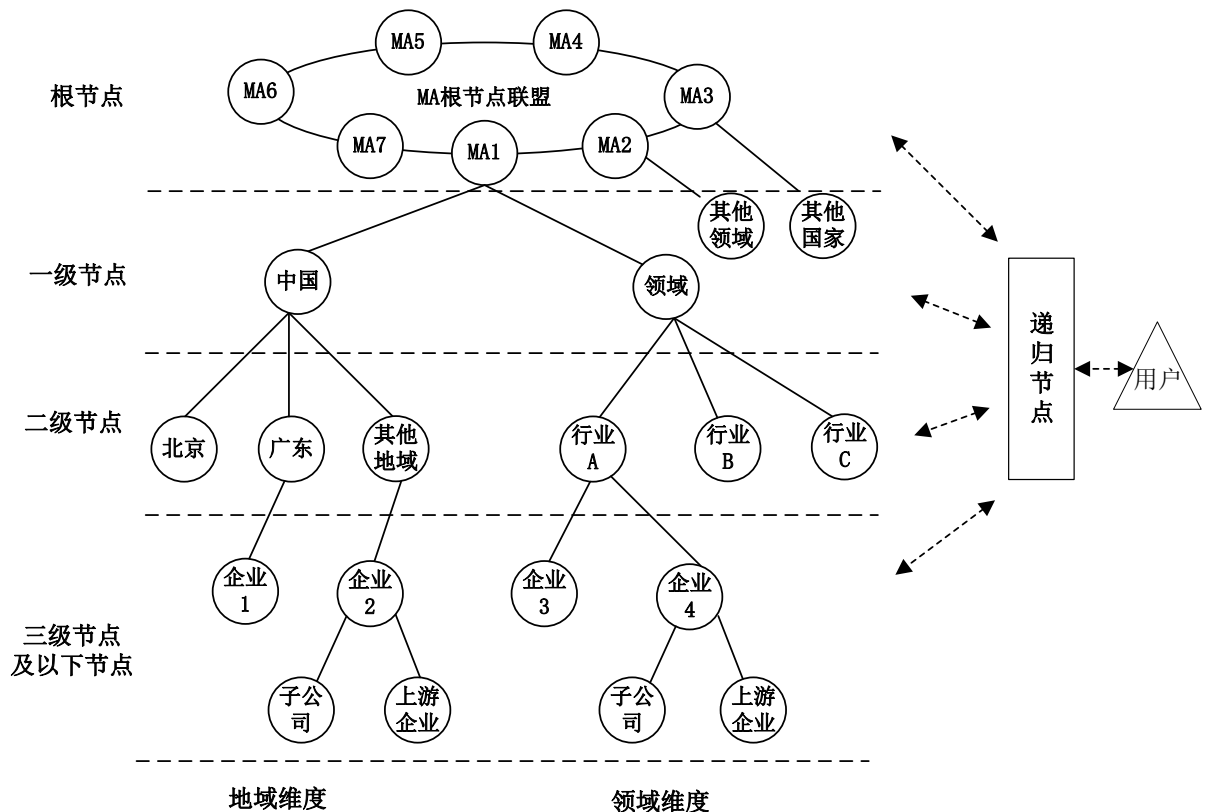 MA5
MA4
MA6
MA根节点联盟
MA3
根节点
MA7
MA1
MA2
其他
领域
其他
国家
一级节点
中国
领域
递
归
节
点
用户
二级节点
北京
广东
其他
地域
行业
A
行业
B
行业
C
企业
1
企业
2
企业
3
企业
4
三级节点
及以下节点
子公
司
上游
企业
子公
司
上游
企业
地域维度
领域维度